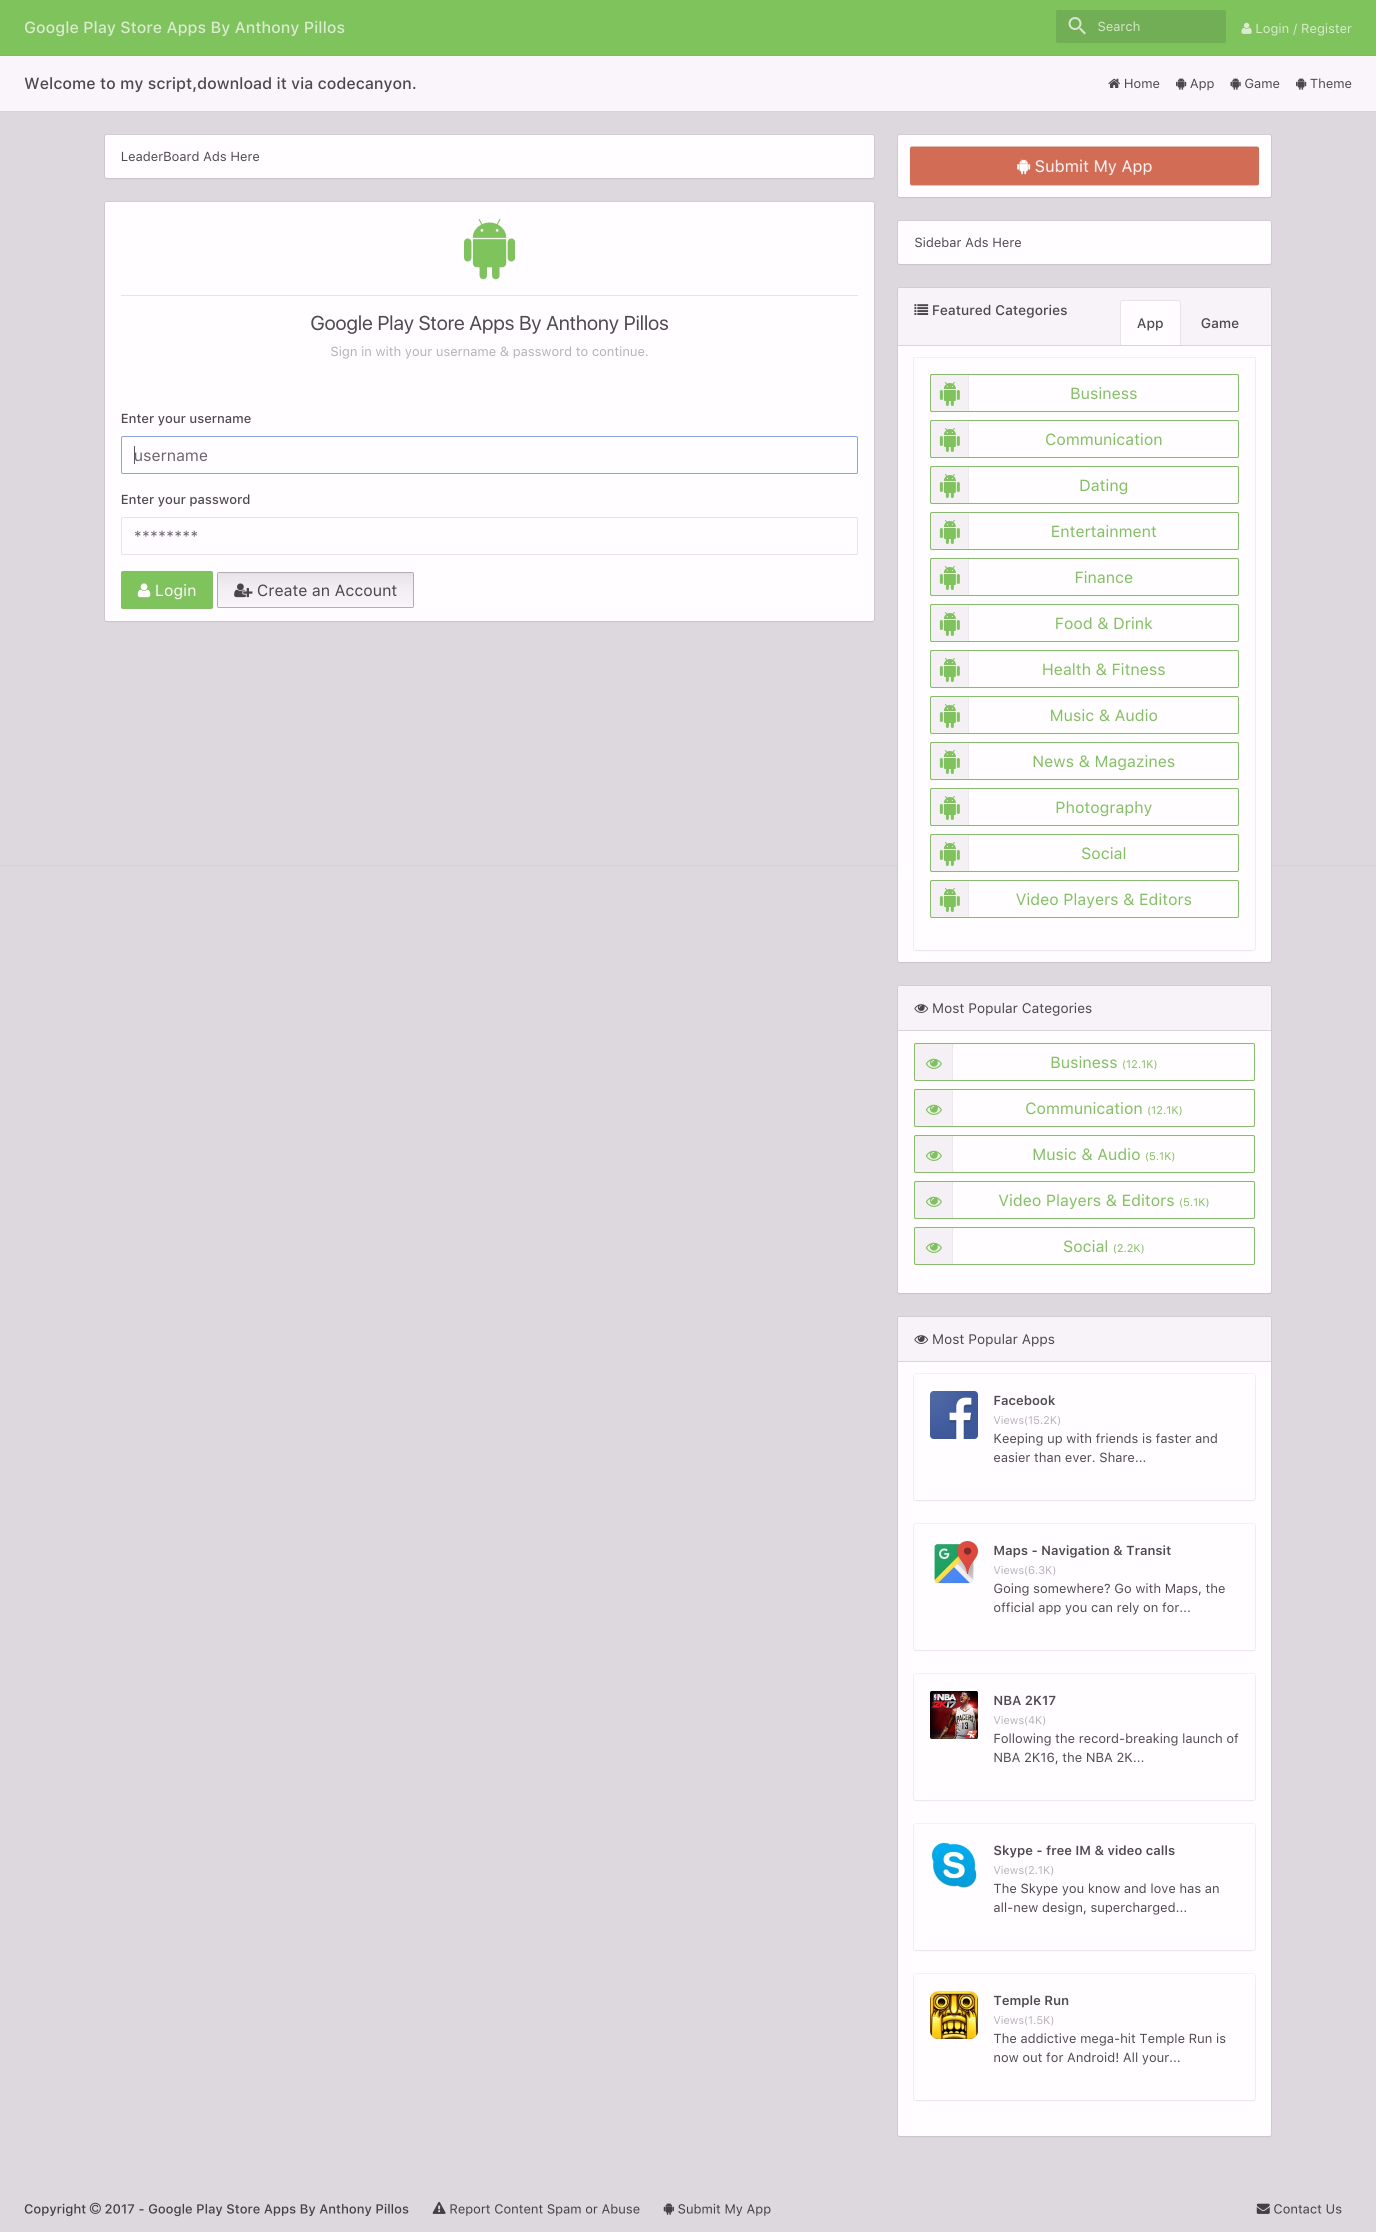 Google Play Store Apps By Anthony Pillos
Search
Login / Register
Welcome to my script,download it via codecanyon.
Home
App
Game
Theme
LeaderBoard Ads Here
Google Play Store Apps By Anthony Pillos
Sign in with your username & password to continue.
Enter your username
username
Enter your password
********
Login
Create an Account
Submit My App
Sidebar Ads Here
Featured Categories
App
Game
Business
Communication
Dating
Entertainment
Finance
Food & Drink
Health & Fitness
Music & Audio
News & Magazines
Photography
Social
Video Players & Editors
Most Popular Categories
Business (12.1K)
Communication (12.1K)
Music & Audio (5.1K)
Video Players & Editors (5.1K)
Social (2.2K)
Most Popular Apps
Facebook
Views(15.2K)
Keeping up with friends is faster and
easier than ever. Share...
Maps - Navigation & Transit
Views(6.3K)
Going somewhere? Go with Maps, the
official app you can rely on for...
NBA
2K17
PACERS
13
NBA 2K17
Views(4K)
Following the record-breaking launch of
NBA 2K16, the NBA 2K...
Skype - free IM & video calls
Views(2.1K)
The Skype you know and love has an
all-new design, supercharged...
Temple Run
Views(1.5K)
The addictive mega-hit Temple Run is
now out for Android! All your...
Copyright © 2017 - Google Play Store Apps By Anthony Pillos
Report Content Spam or Abuse
Submit My App
Contact Us